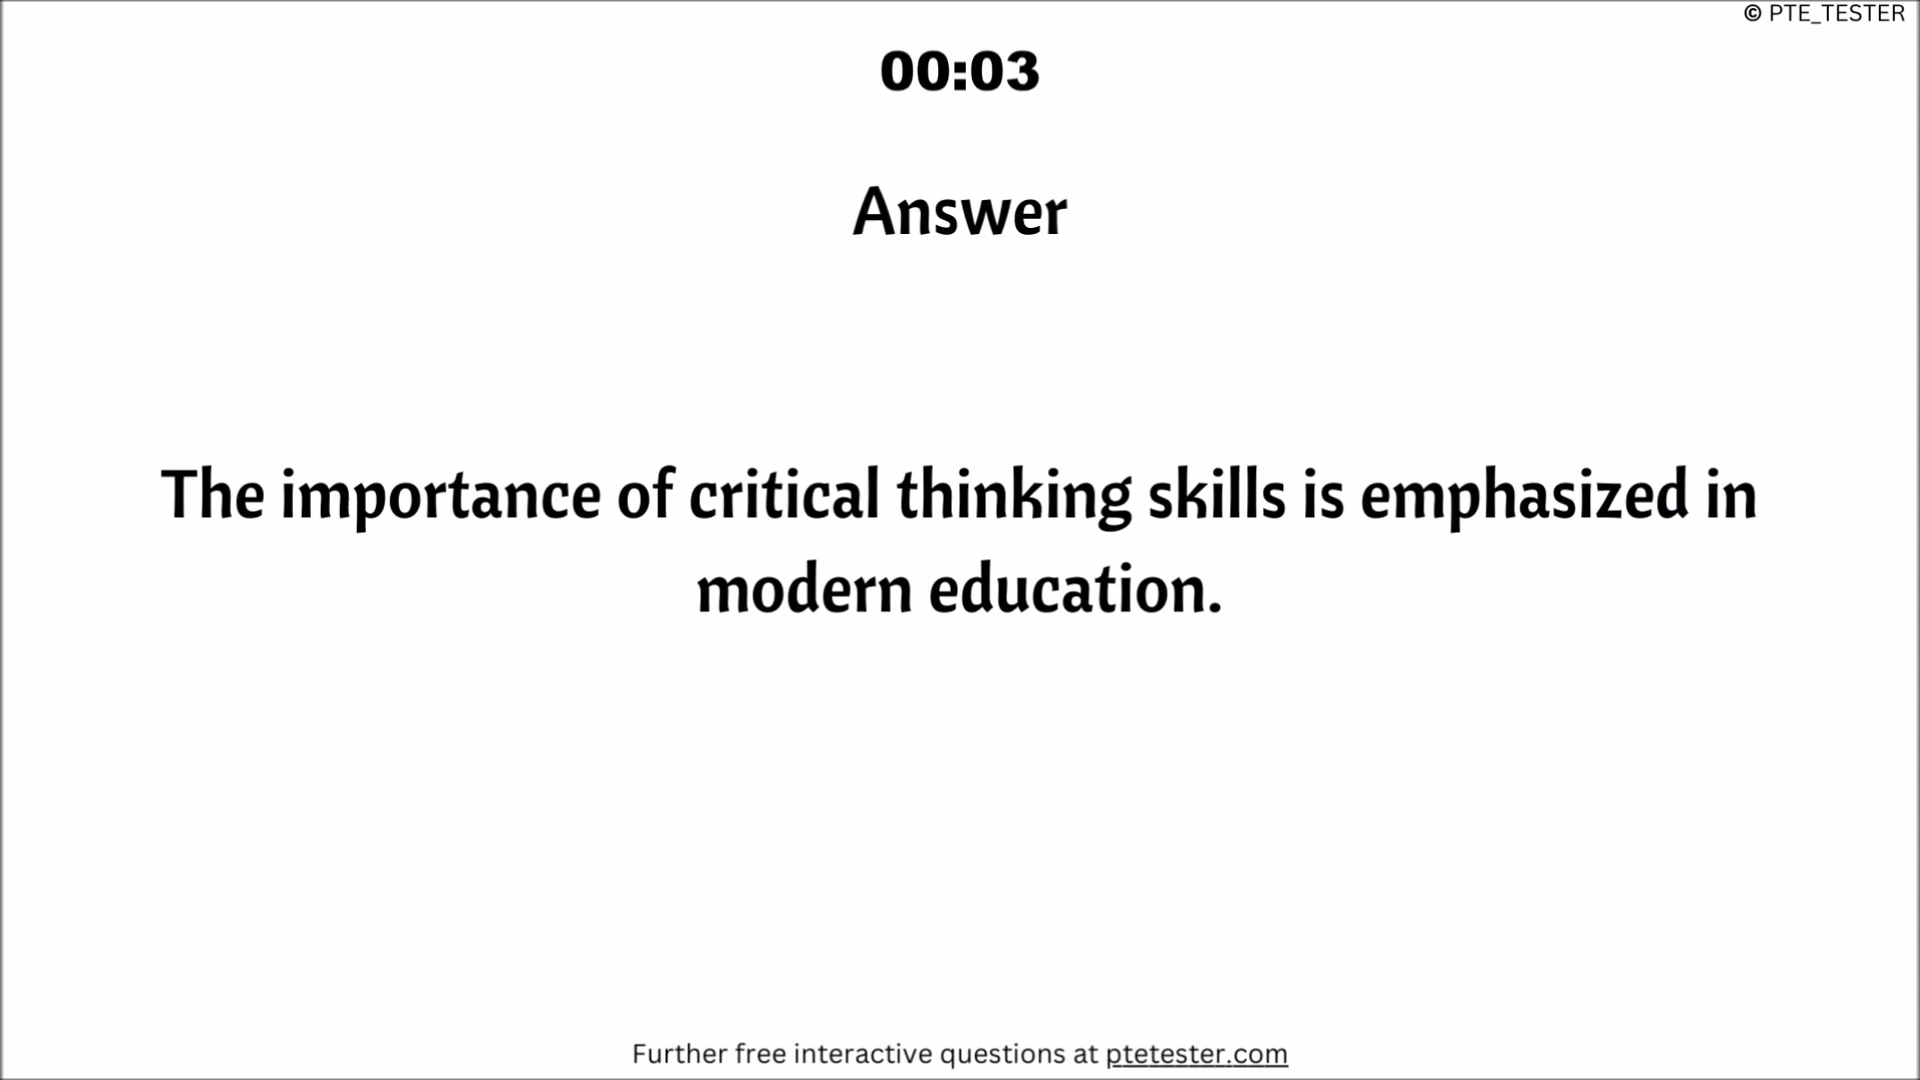 © PTE_TESTER
00:03
Answer
The importance of critical thinking skills is emphasized in
modern education.
Further free interactive questions at ptetester.com